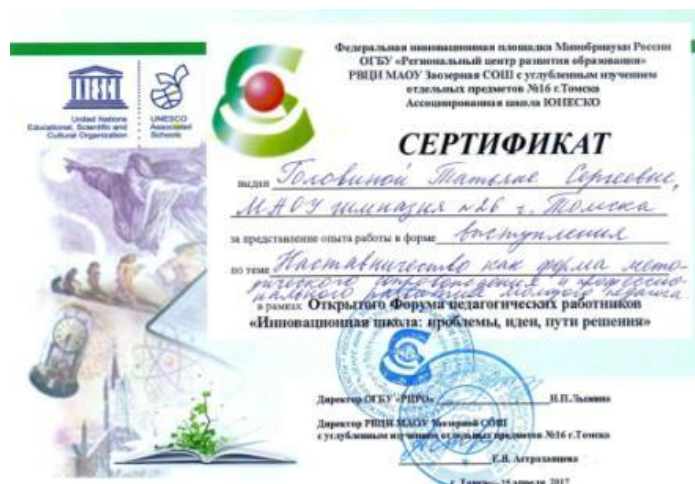 United Nations
Educational, Scientific and
Cultural Organization
UNESCO
Associated
Schools
Федеральная инновационная площадка Минобрнауки России
ОГБУ «Региональный центр развития образования»
РВЦИ МАОУ Заозерная СОШ с углубленным изучением
отдельных предметов №16 г.Томска
Ассоциированная школа ЮНЕСКО
СЕРТИФИКАТ
выдан Головиной Татьяне Сергеевне,
МАОУ гимназия №26 г. Томска
за представление опыта работы в форме выступления
по теме Наставничество как форма мето-
дического сопровождения и профессио-
нального развития педагога
в рамках Открытого Форума педагогических работников
«Инновационная школа: проблемы, идеи, пути решения»
Директор ОГБУ «РЦРО» Н.П.Лыжина
Директор РВЦИ МАОУ Заозерной СОШ
с углубленным изучением отдельных предметов №16 г.Томска
Е.В. Астраханцева
г. Томск 2017